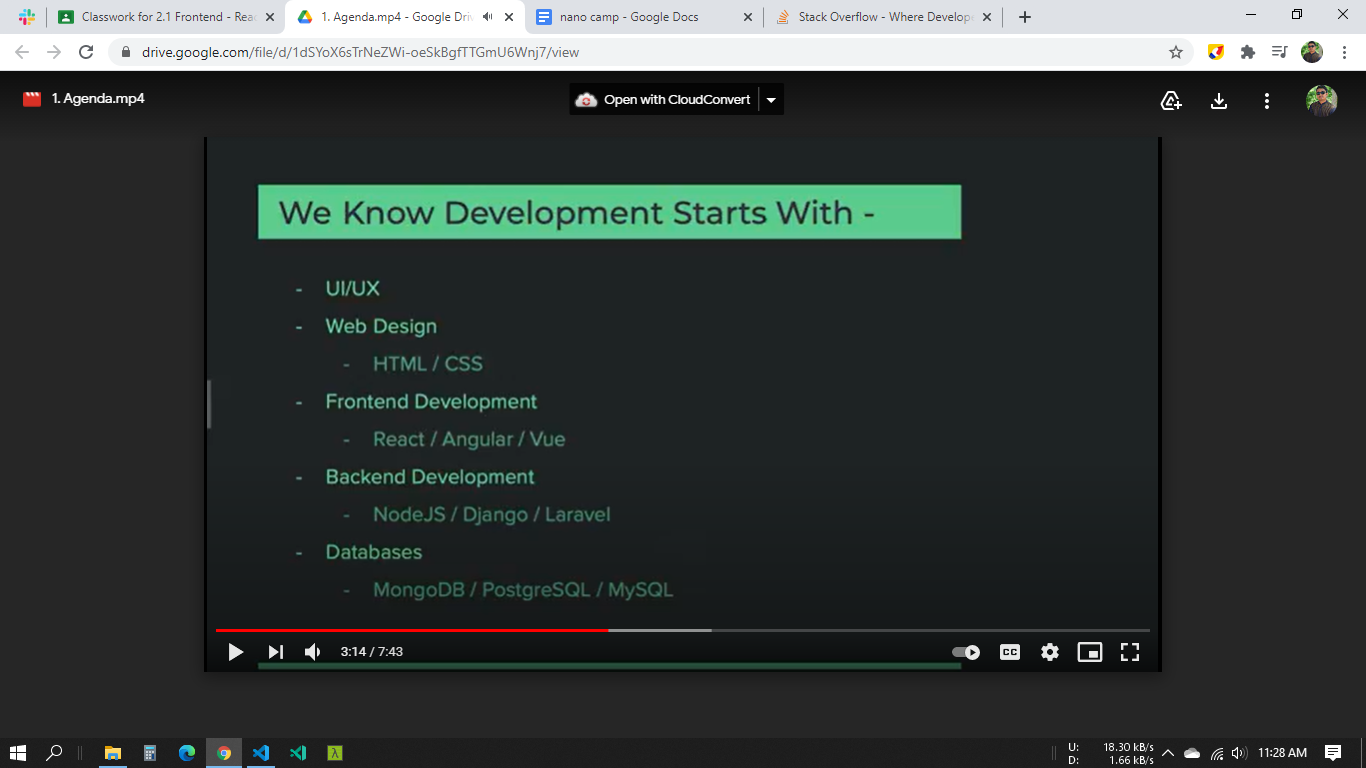 Classwork for 2.1 Frontend - Rea
1. Agenda.mp4 - Google Dri
nano camp - Google Docs
Stack Overflow - Where Develop
drive.google.com/file/d/1dSYoX6sTrNeZWi-oeSkBgfTTGmU6Wnj7/view
1. Agenda.mp4
Open with CloudConvert
We Know Development Starts With -
- UI/UX
- Web Design
- HTML / CSS
- Frontend Development
- React / Angular / Vue
- Backend Development
- NodeJS / Django / Laravel
- Databases
- MongoDB / PostgreSQL / MySQL
3:14 / 7:43
CC
U: 18.30 kB/s
D: 1.66 kB/s
11:28 AM